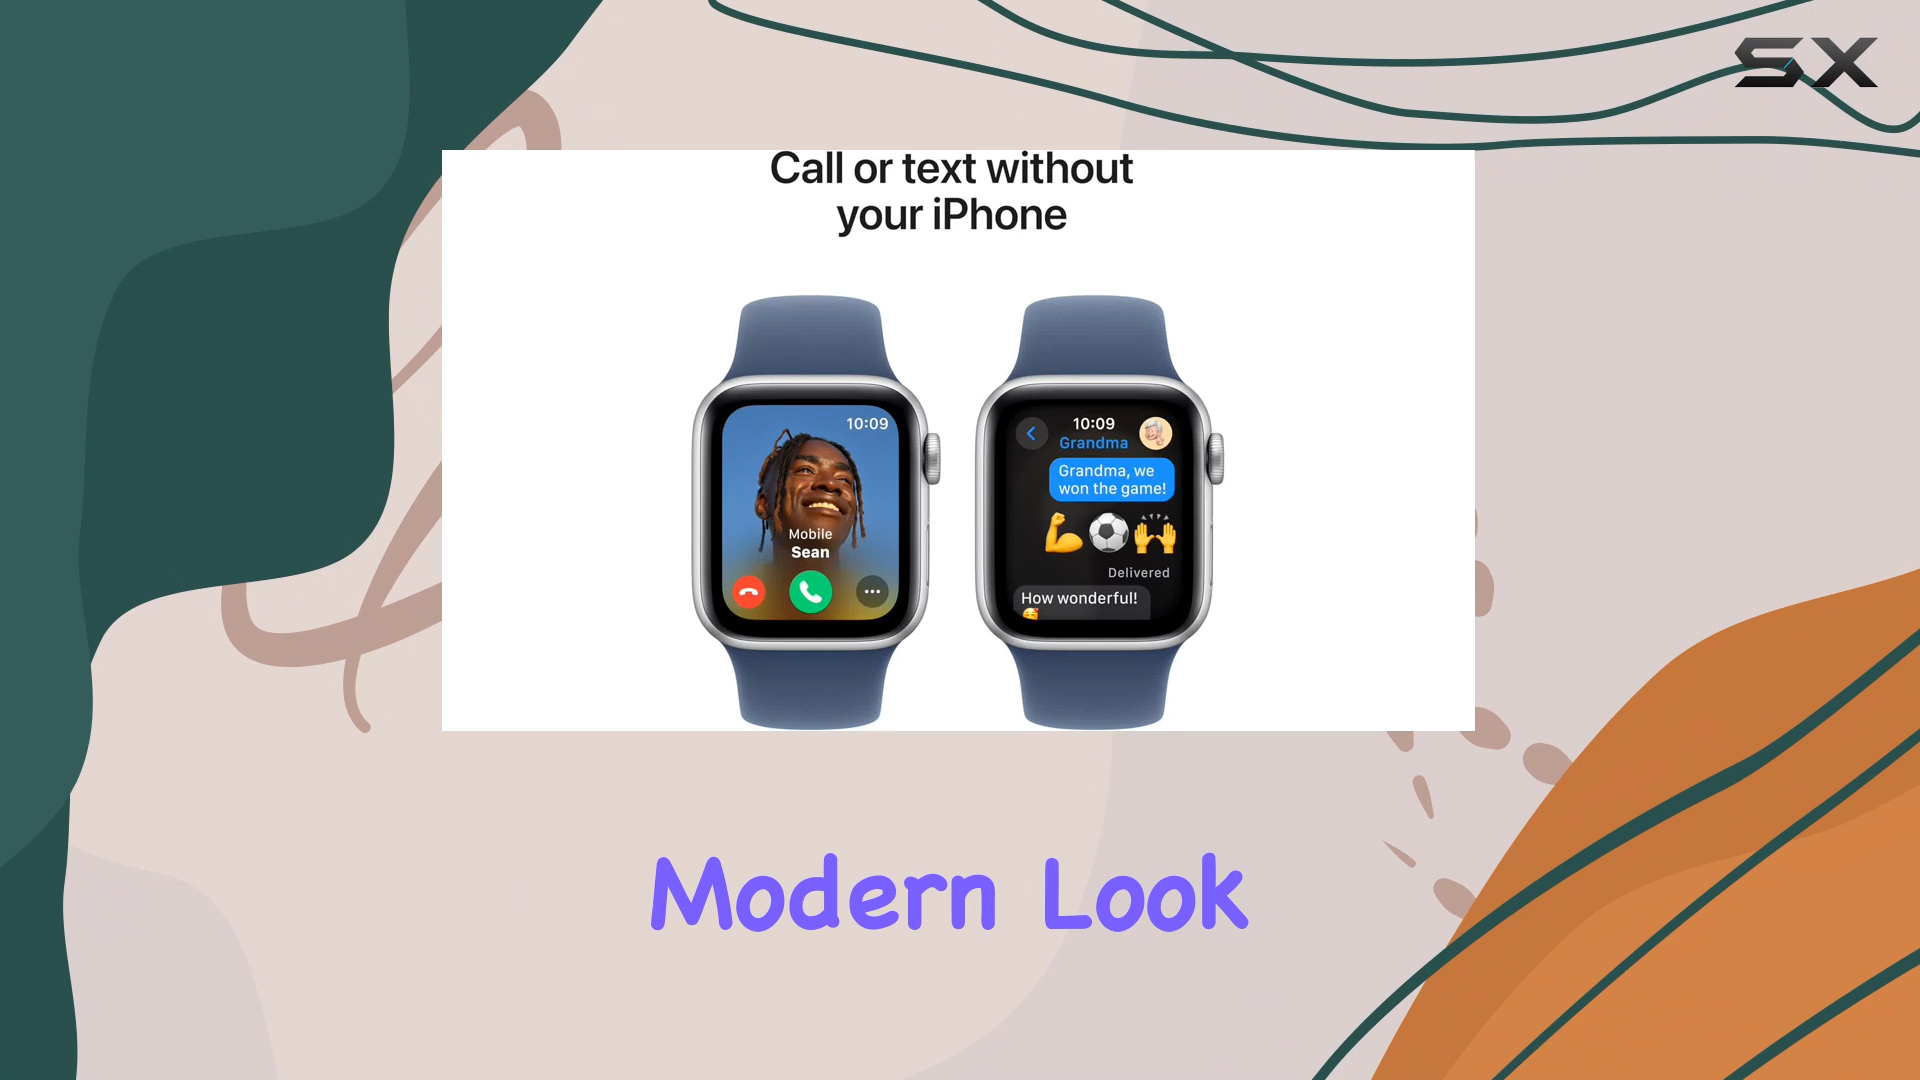 SX
Call or text without
your iPhone
10:09
Mobile
Sean
10:09
Grandma
Grandma, we
won the game!
Delivered
How wonderful!
Modern Look